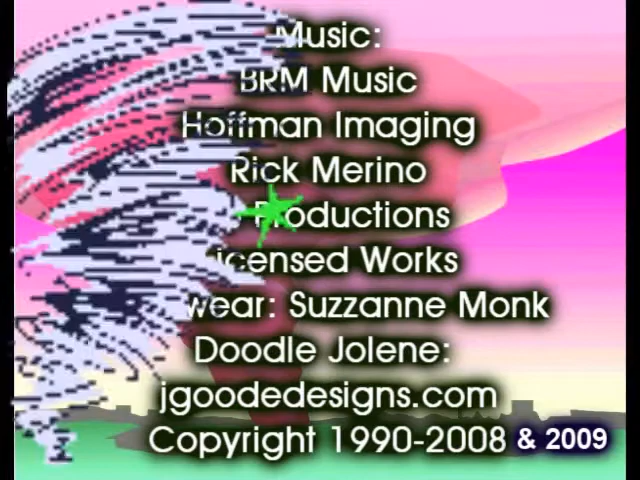 Music:
BRM Music
Hoffman Imaging
Rick Merino
Productions
Licensed Works
wear: Suzzanne Monk
Doodle Jolene:
jgoodedesigns.com
Copyright 1990-2008 & 2009